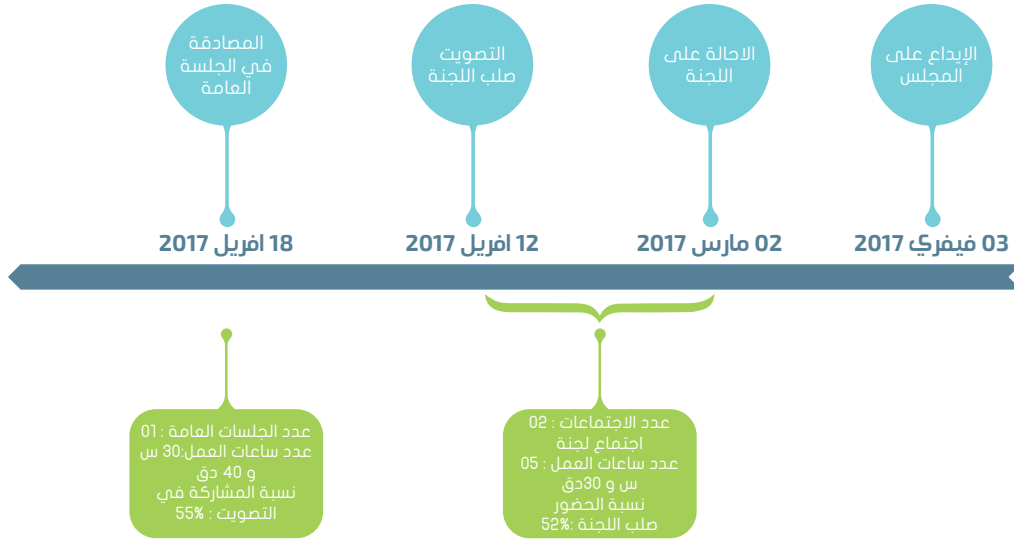 الإيداع على
المجلس
الاحالة على
اللجنة
التصويت
صلب اللجنة
المصادقة
في الجلسة
العامة
03 فيفري 2017
02 مارس 2017
12 افريل 2017
18 افريل 2017
عدد الاجتماعات : 02
اجتماع لجنة
عدد ساعات العمل : 05
س و 30دق
نسبة الحضور
صلب اللجنة :52%
عدد الجلسات العامة : 01
عدد ساعات العمل:30 س
و 40 دق
نسبة المشاركة في
التصويت : 55%